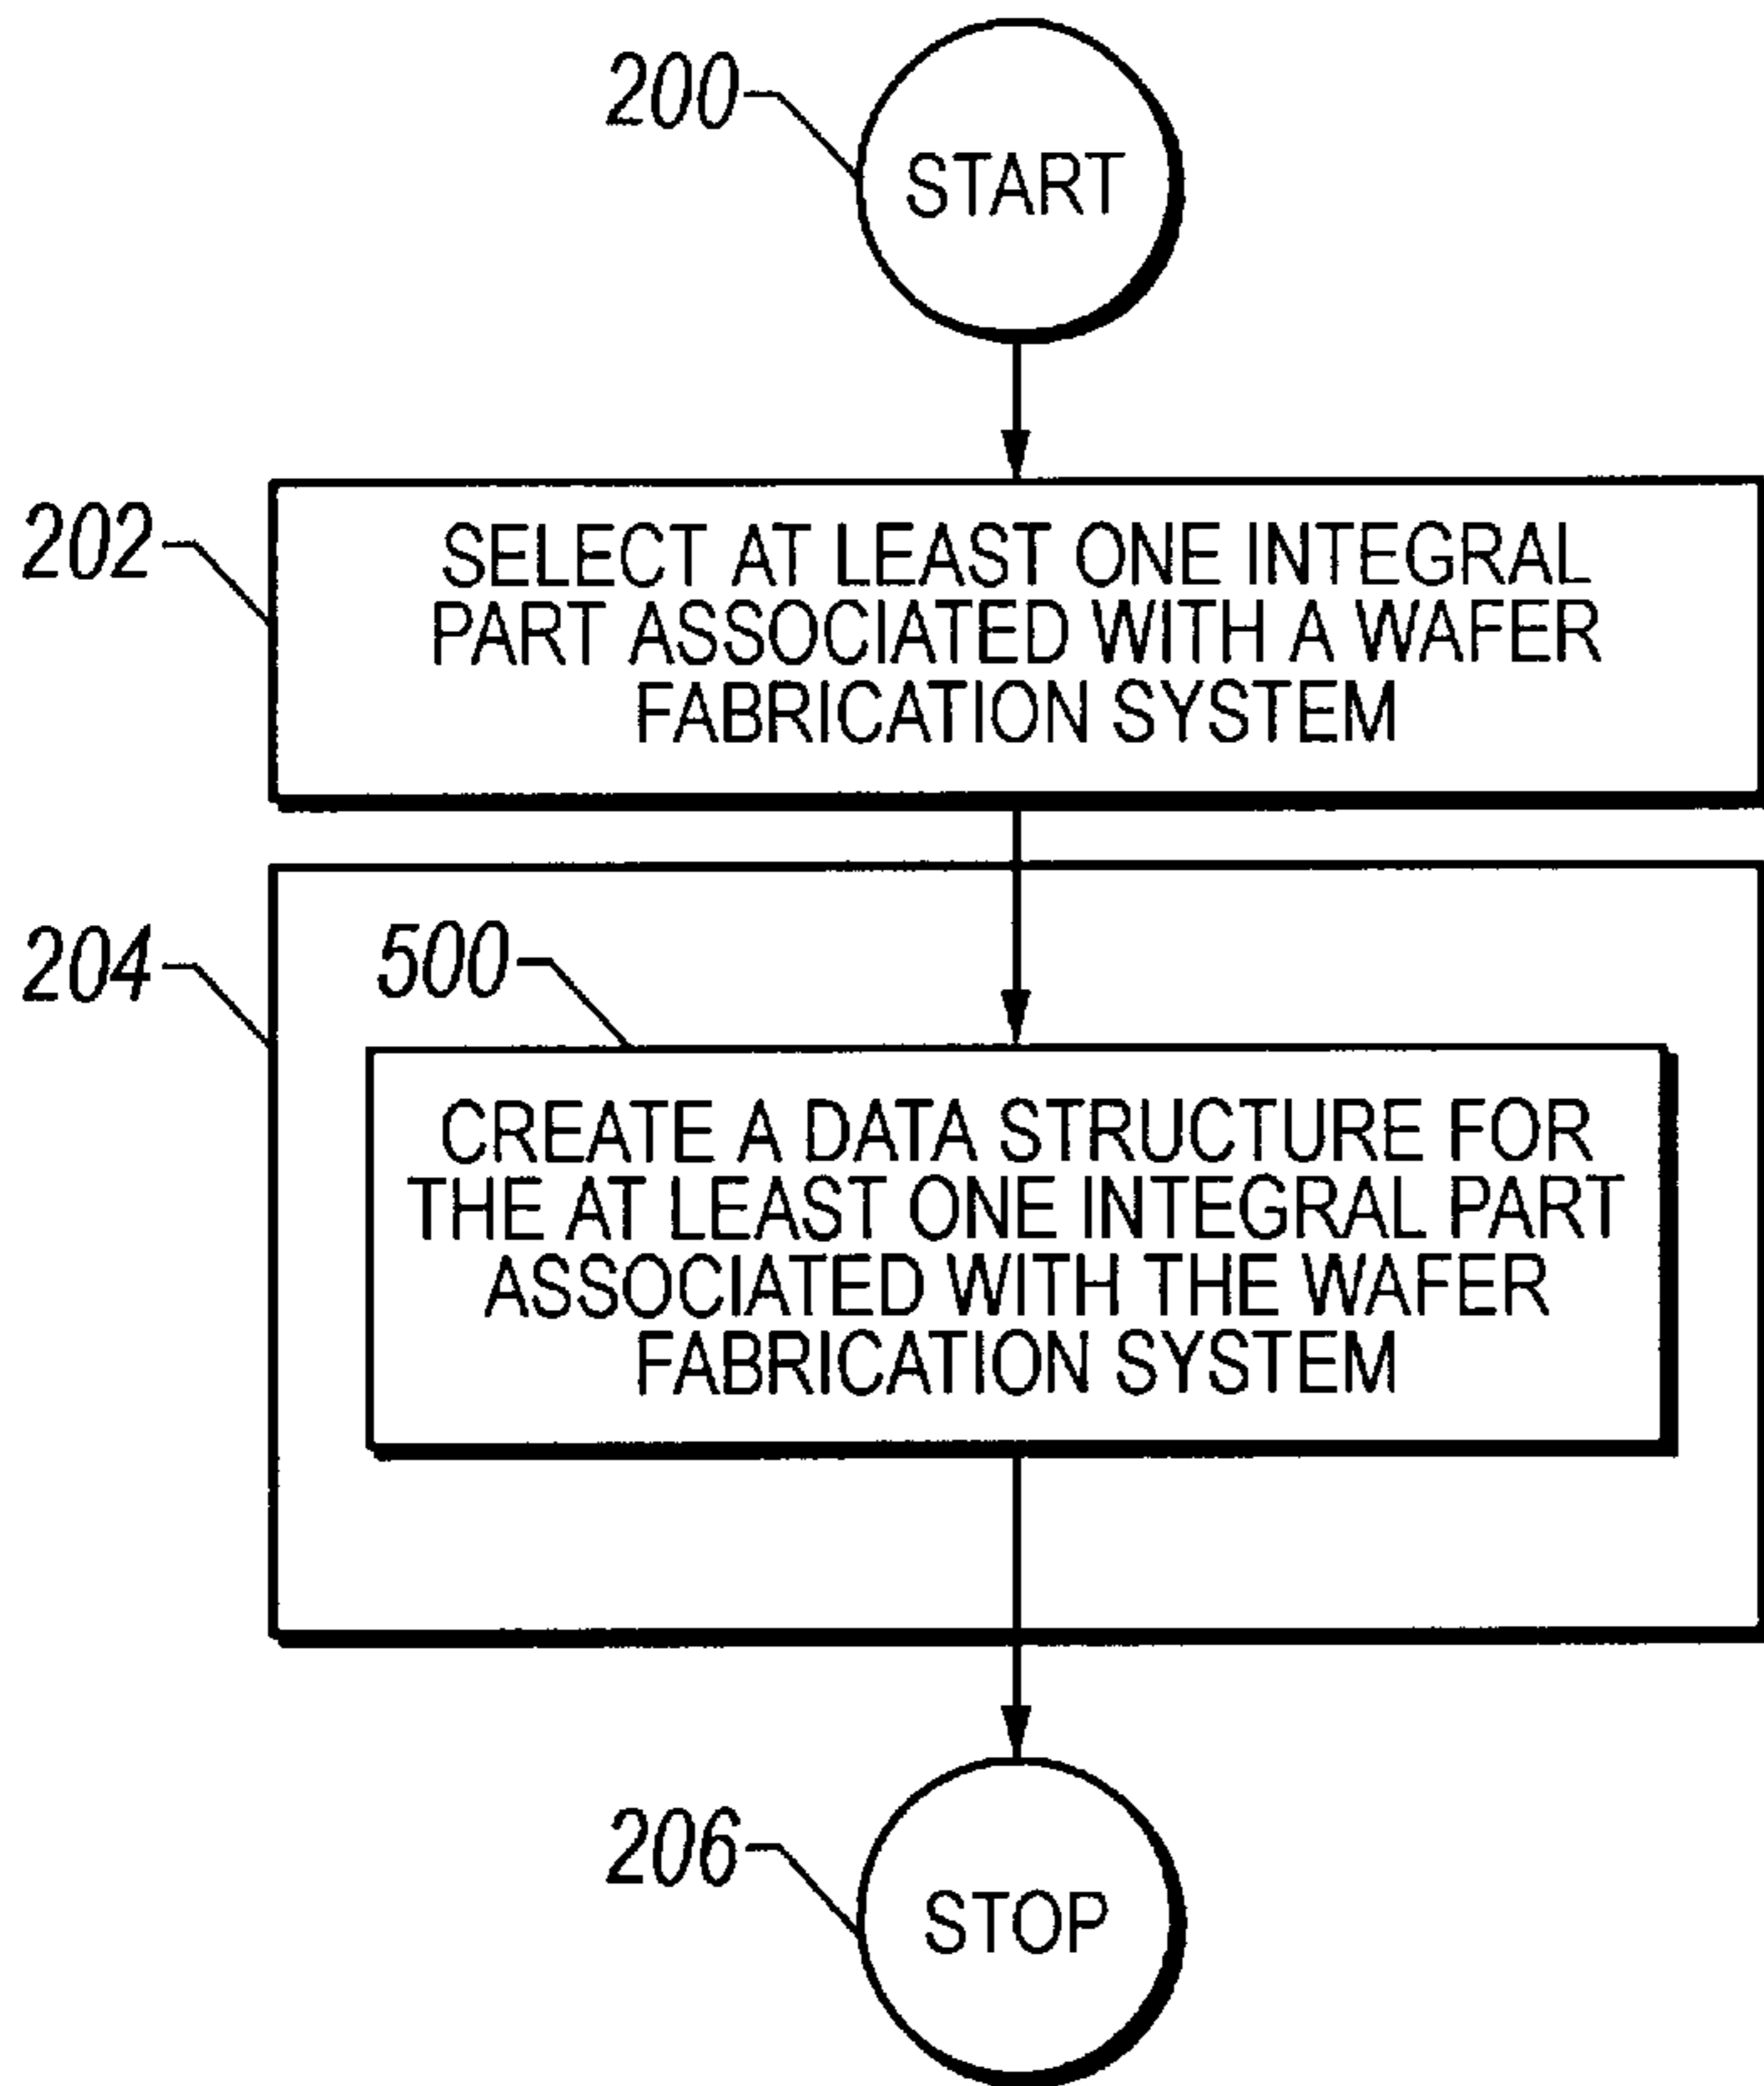 200
START
202
SELECT AT LEAST ONE INTEGRAL
PART ASSOCIATED WITH A WAFER
FABRICATION SYSTEM
204
500
CREATE A DATA STRUCTURE FOR
THE AT LEAST ONE INTEGRAL PART
ASSOCIATED WITH THE WAFER
FABRICATION SYSTEM
206
STOP